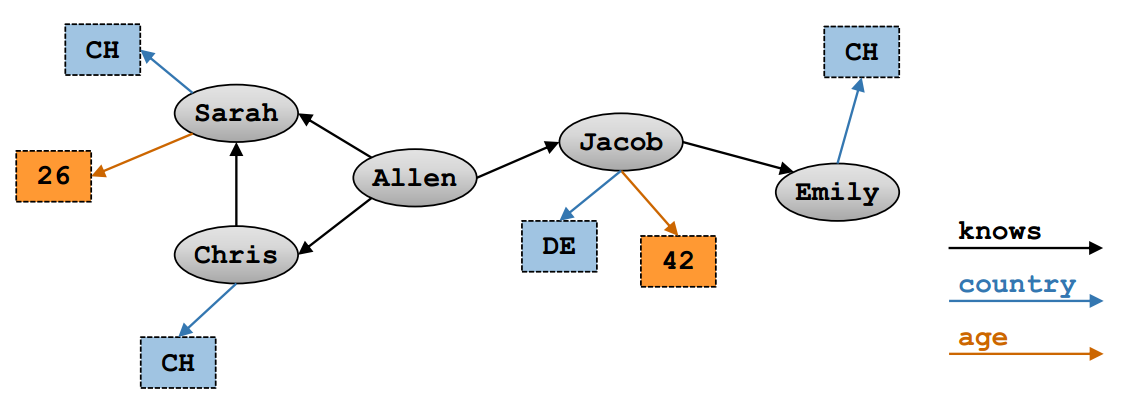 CH
CH
Sarah
Jacob
26
Allen
Emily
knows
Chris
DE
42
country
age
CH